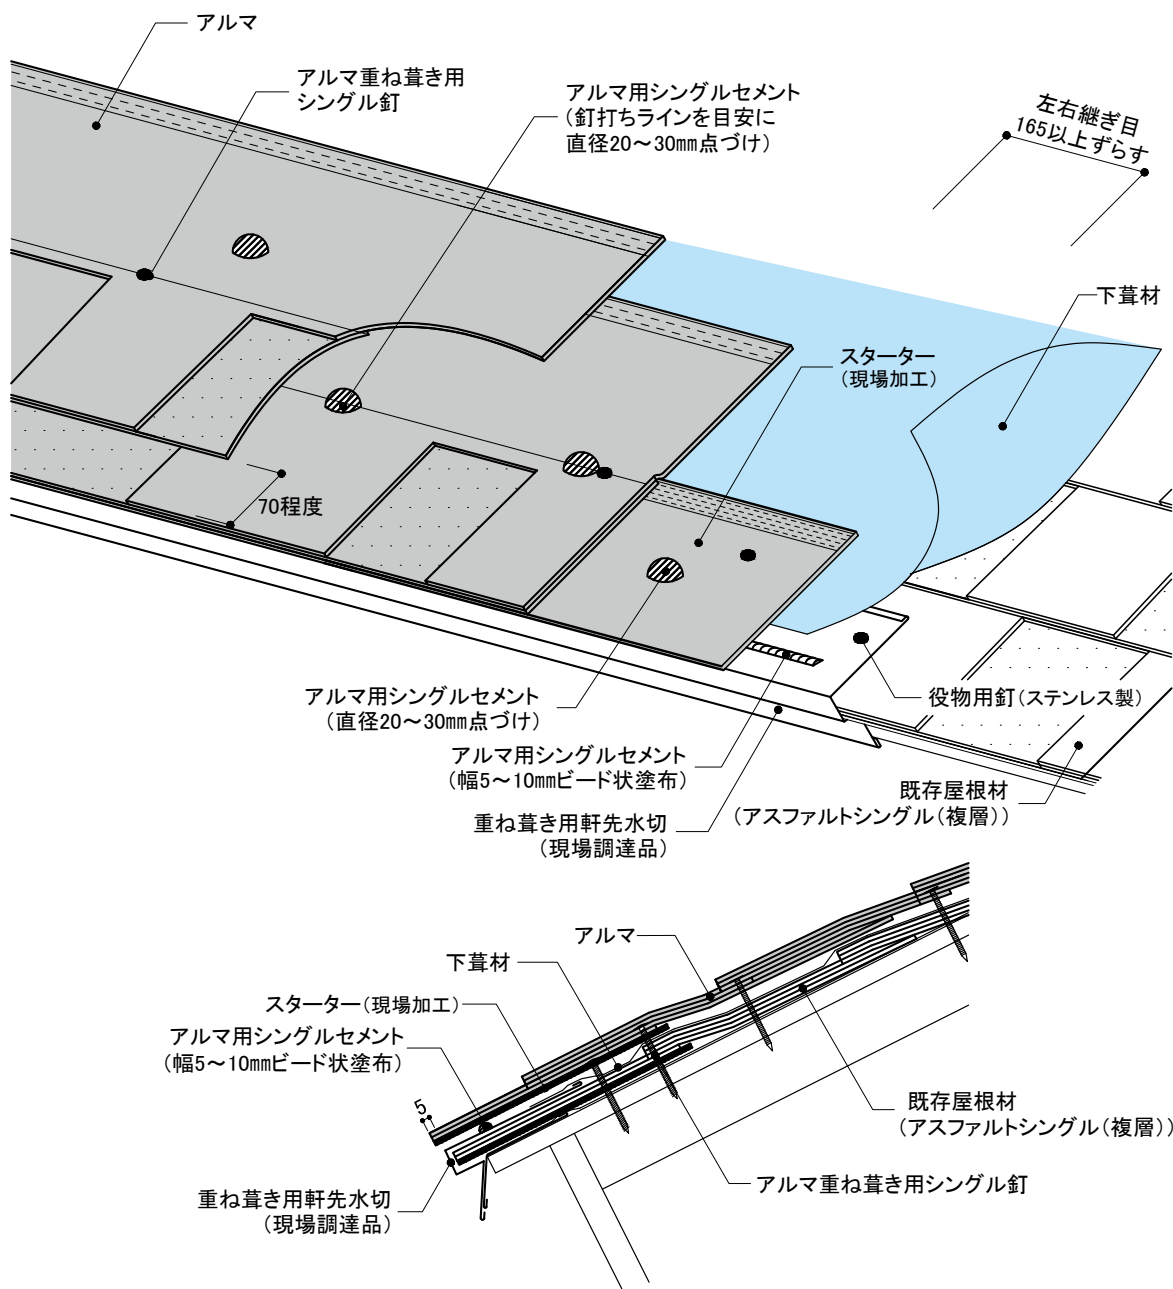 アルマ
アルマ重ね葺き用
シングル釘
アルマ用シングルセメント
（釘打ちラインを目安に
直径20～30㎜点づけ）
左右継ぎ目
165以上ずらす
下葺材
スターター
（現場加工）
70程度
アルマ用シングルセメント
（直径20～30㎜点づけ）
役物用釘（ステンレス製）
アルマ用シングルセメント
（幅5～10㎜ビード状塗布）
既存屋根材
（アスファルトシングル（複層））
重ね葺き用軒先水切
（現場調達品）
アルマ
下葺材
スターター（現場加工）
アルマ用シングルセメント
（幅5～10㎜ビード状塗布）
5
既存屋根材
（アスファルトシングル（複層））
アルマ重ね葺き用シングル釘
重ね葺き用軒先水切
（現場調達品）